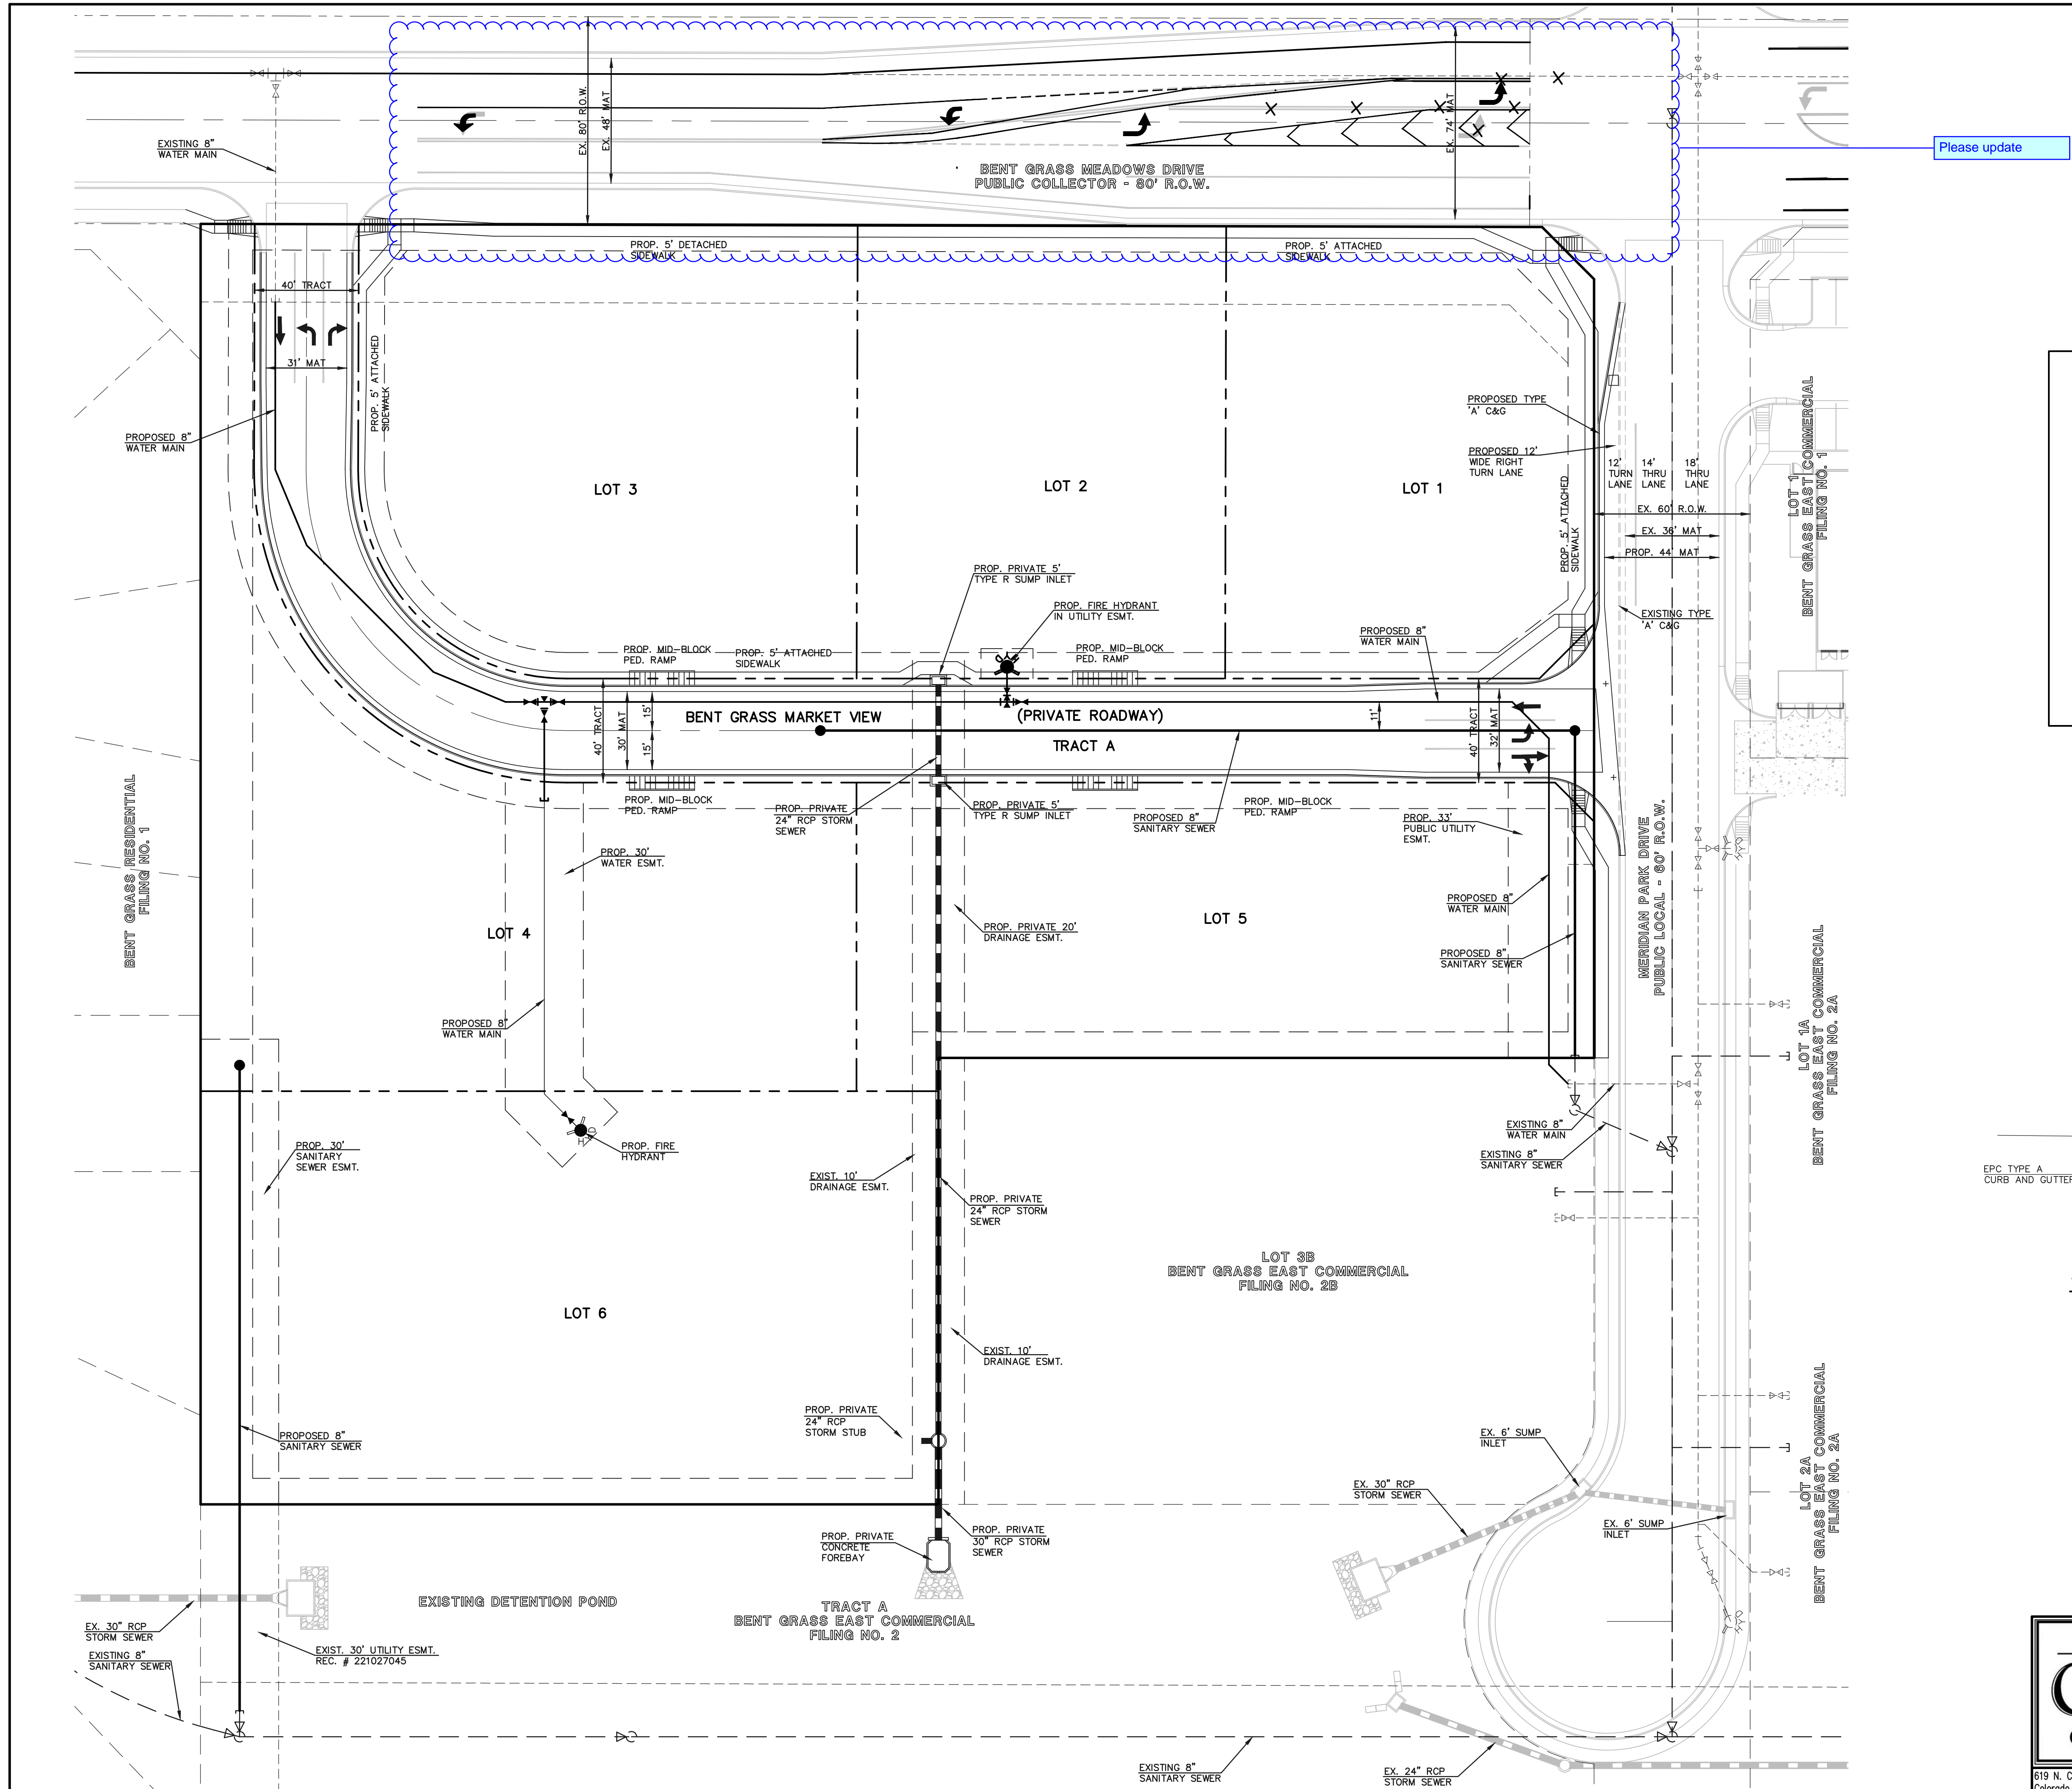 EX. 80' R.O.W.
EX. 48' MAT
EX. 74' MAT
EXISTING 8"
WATER MAIN
Please update
BENT GRASS MEADOWS DRIVE
PUBLIC COLLECTOR - 80' R.O.W.
PROP. 5' DETACHED
SIDEWALK
PROP. 5' ATTACHED
SIDEWALK
40' TRACT
31' MAT
PROP. 5' ATTACHED
SIDEWALK
PROPOSED 8"
WATER MAIN
LOT 3
LOT 2
LOT 1
PROPOSED TYPE
'A' C&G
PROPOSED 12'
WIDE RIGHT
TURN LANE
12'
TURN
LANE
14'
THRU
LANE
18'
THRU
LANE
PROP. 5' ATTACHED
SIDEWALK
EX. 60' R.O.W.
EX. 36' MAT
PROP. 44' MAT
LOT 1
BENT GRASS EAST COMMERCIAL
FILING NO. 1
EXISTING TYPE
'A' C&G
PROP. PRIVATE 5'
TYPE R SUMP INLET
PROP. FIRE HYDRANT
IN UTILITY ESMT.
PROPOSED 8"
WATER MAIN
PROP. MID-BLOCK
PED. RAMP
PROP. 5' ATTACHED
SIDEWALK
PROP. MID-BLOCK
PED. RAMP
40' TRACT
30' MAT
15'
15'
BENT GRASS MARKET VIEW
(PRIVATE ROADWAY)
TRACT A
11'
40' TRACT
32' MAT
PROP. MID-BLOCK
PED. RAMP
PROP. PRIVATE
24" RCP STORM
SEWER
PROP. PRIVATE 5'
TYPE R SUMP INLET
PROPOSED 8"
SANITARY SEWER
PROP. MID-BLOCK
PED. RAMP
PROP. 33'
PUBLIC UTILITY
ESMT.
BENT GRASS RESIDENTIAL
FILING NO. 1
PROP. 30'
WATER ESMT.
MERIDIAN PARK DRIVE
PUBLIC LOCAL - 60' R.O.W.
PROPOSED 8"
WATER MAIN
LOT 4
PROP. PRIVATE 20'
DRAINAGE ESMT.
LOT 5
PROPOSED 8"
SANITARY SEWER
PROPOSED 8"
WATER MAIN
LOT 1A
BENT GRASS EAST COMMERCIAL
FILING NO. 2A
EXISTING 8"
WATER MAIN
EXISTING 8"
SANITARY SEWER
PROP. 30'
SANITARY
SEWER ESMT.
PROP. FIRE
HYDRANT
EXIST. 10'
DRAINAGE ESMT.
PROP. PRIVATE
24" RCP STORM
SEWER
EPC TYPE A
CURB AND GUTTER
LOT 3B
BENT GRASS EAST COMMERCIAL
FILING NO. 2B
LOT 6
EXIST. 10'
DRAINAGE ESMT.
PROP. PRIVATE
24" RCP
STORM STUB
PROPOSED 8"
SANITARY SEWER
EX. 6' SUMP
INLET
EX. 30" RCP
STORM SEWER
LOT 2A
BENT GRASS EAST COMMERCIAL
FILING NO. 2A
EX. 6' SUMP
INLET
PROP. PRIVATE
CONCRETE
FOREBAY
PROP. PRIVATE
30" RCP STORM
SEWER
EXISTING DETENTION POND
TRACT A
BENT GRASS EAST COMMERCIAL
FILING NO. 2
EX. 30" RCP
STORM SEWER
EXISTING 8"
SANITARY SEWER
EXIST. 30' UTILITY ESMT.
REC. # 221027045
EXISTING 8"
SANITARY SEWER
EX. 24" RCP
STORM SEWER
619 N. C